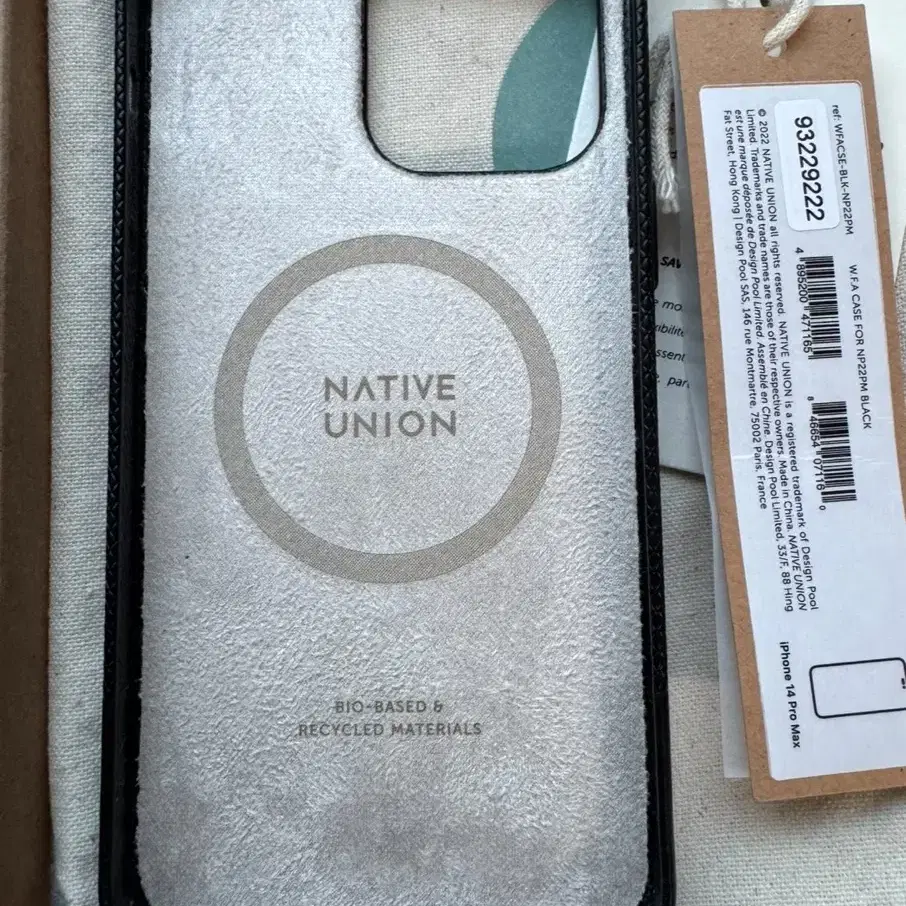 NATIVE
UNION
BIO-BASED &
RECYCLED MATERIALS
ref: WFACSE-BLK-NP22PM
W.F.A CASE FOR NP22PM BLACK
93229222
4 895200 471165
8 46654 07116 0
© 2022 NATIVE UNION all rights reserved. NATIVE UNION is a registered trademark of Design Pool
Limited. Trademarks and trade names are those of their respective owners. Made in China. NATIVE UNION
est une marque déposée de Design Pool Limited. Assemblé en Chine. Design Pool Limited, 33/F, 88 Hing
Fat Street, Hong Kong | Design Pool SAS, 146 rue Montmartre, 75002 Paris, France
iPhone 14 Pro Max